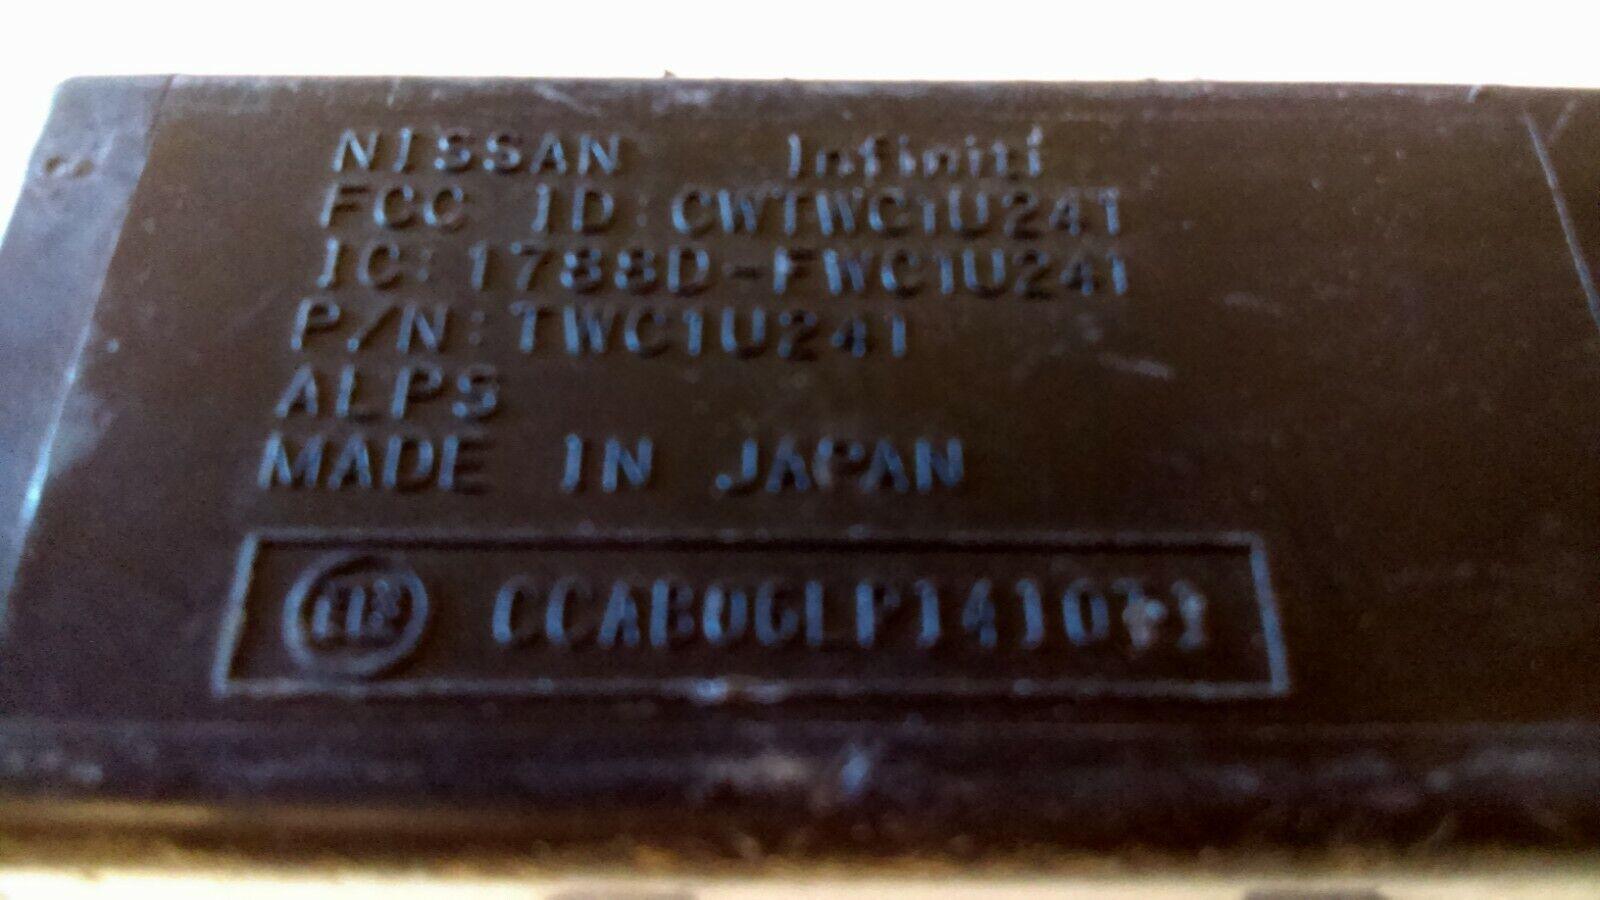 NISSAN Infiniti
FCC ID: CWTWC1U241
IC: 1788D-FWC1U241
P/N: TWC1U241
ALPS
MADE IN JAPAN